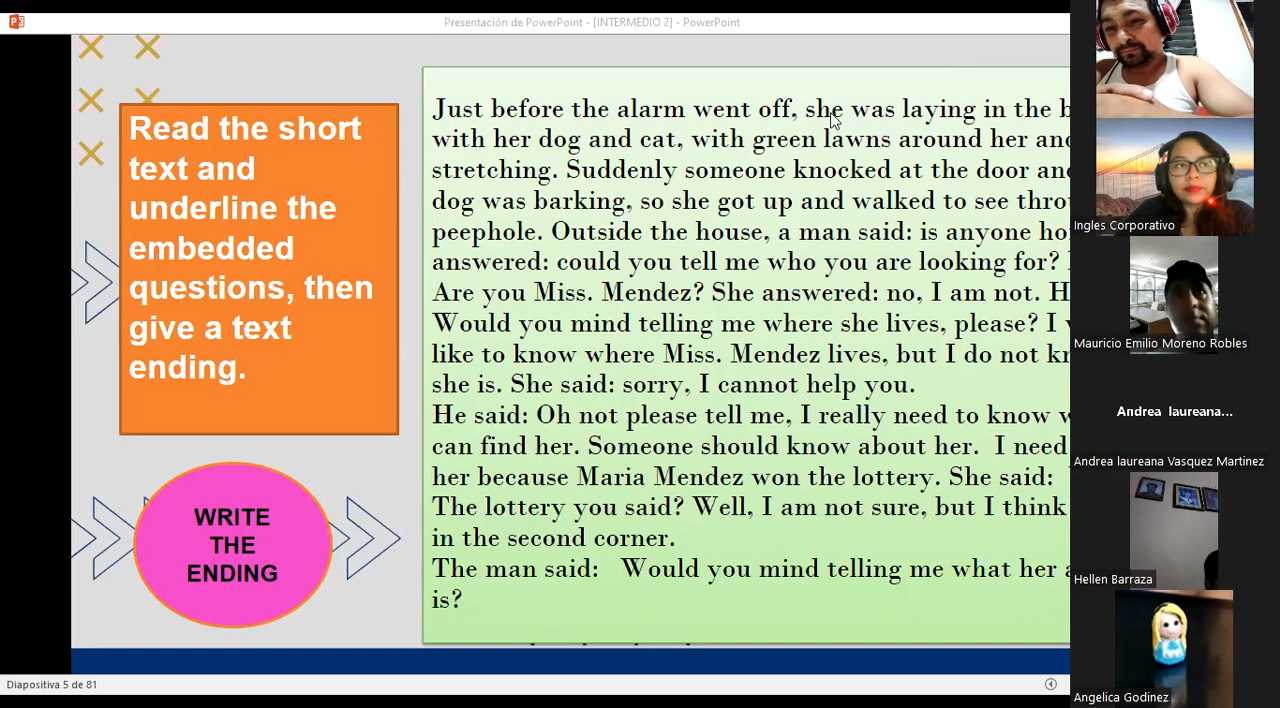 Presentación de PowerPoint - [INTERMEDIO 2] - PowerPoint
Read the short
text and
underline the
embedded
questions, then
give a text
ending.
WRITE
THE
ENDING
Just before the alarm went off, she was laying in the
with her dog and cat, with green lawns around her
stretching. Suddenly someone knocked at the door
dog was barking, so she got up and walked to see
peephole. Outside the house, a man said: is anyone
answered: could you tell me who you are looking for?
Are you Miss. Mendez? She answered: no, I am not.
Would you mind telling me where she lives, please? I
like to know where Miss. Mendez lives, but I do not
she is. She said: sorry, I cannot help you.
He said: Oh not please tell me, I really need to know
can find her. Someone should know about her. I need
her because Maria Mendez won the lottery. She said:
The lottery you said? Well, I am not sure, but I think
in the second corner.
The man said: Would you mind telling me what her
is?
Diapositiva 5 de 81
Ingles Corporativo
Mauricio Emilio Moreno Robles
Andrea laureana...
Andrea laureana Vasquez Martinez
Hellen Barraza
Angelica Godinez